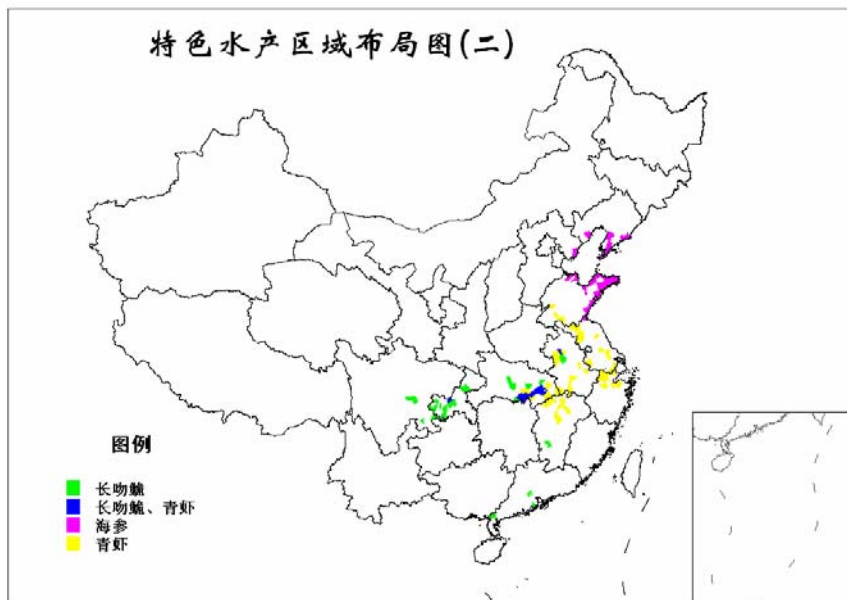 特色水产区域布局图(二)
图例
长吻鮠
长吻鮠、青虾
海参
青虾